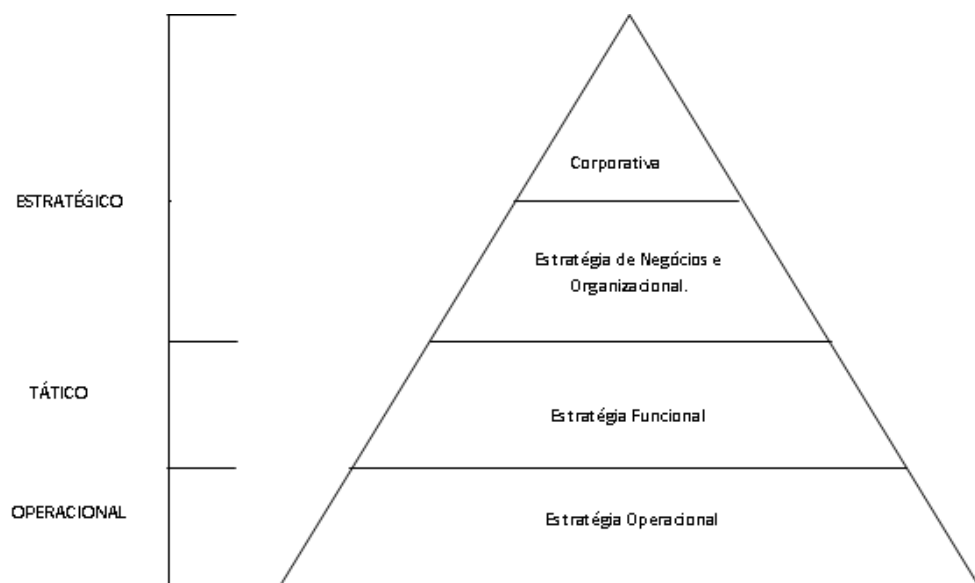 Corporativa
ESTRATÉGICO
Estratégia de Negócios e
Organizacional.
TÁTICO
Estratégia Funcional
OPERACIONAL
Estratégia Operacional